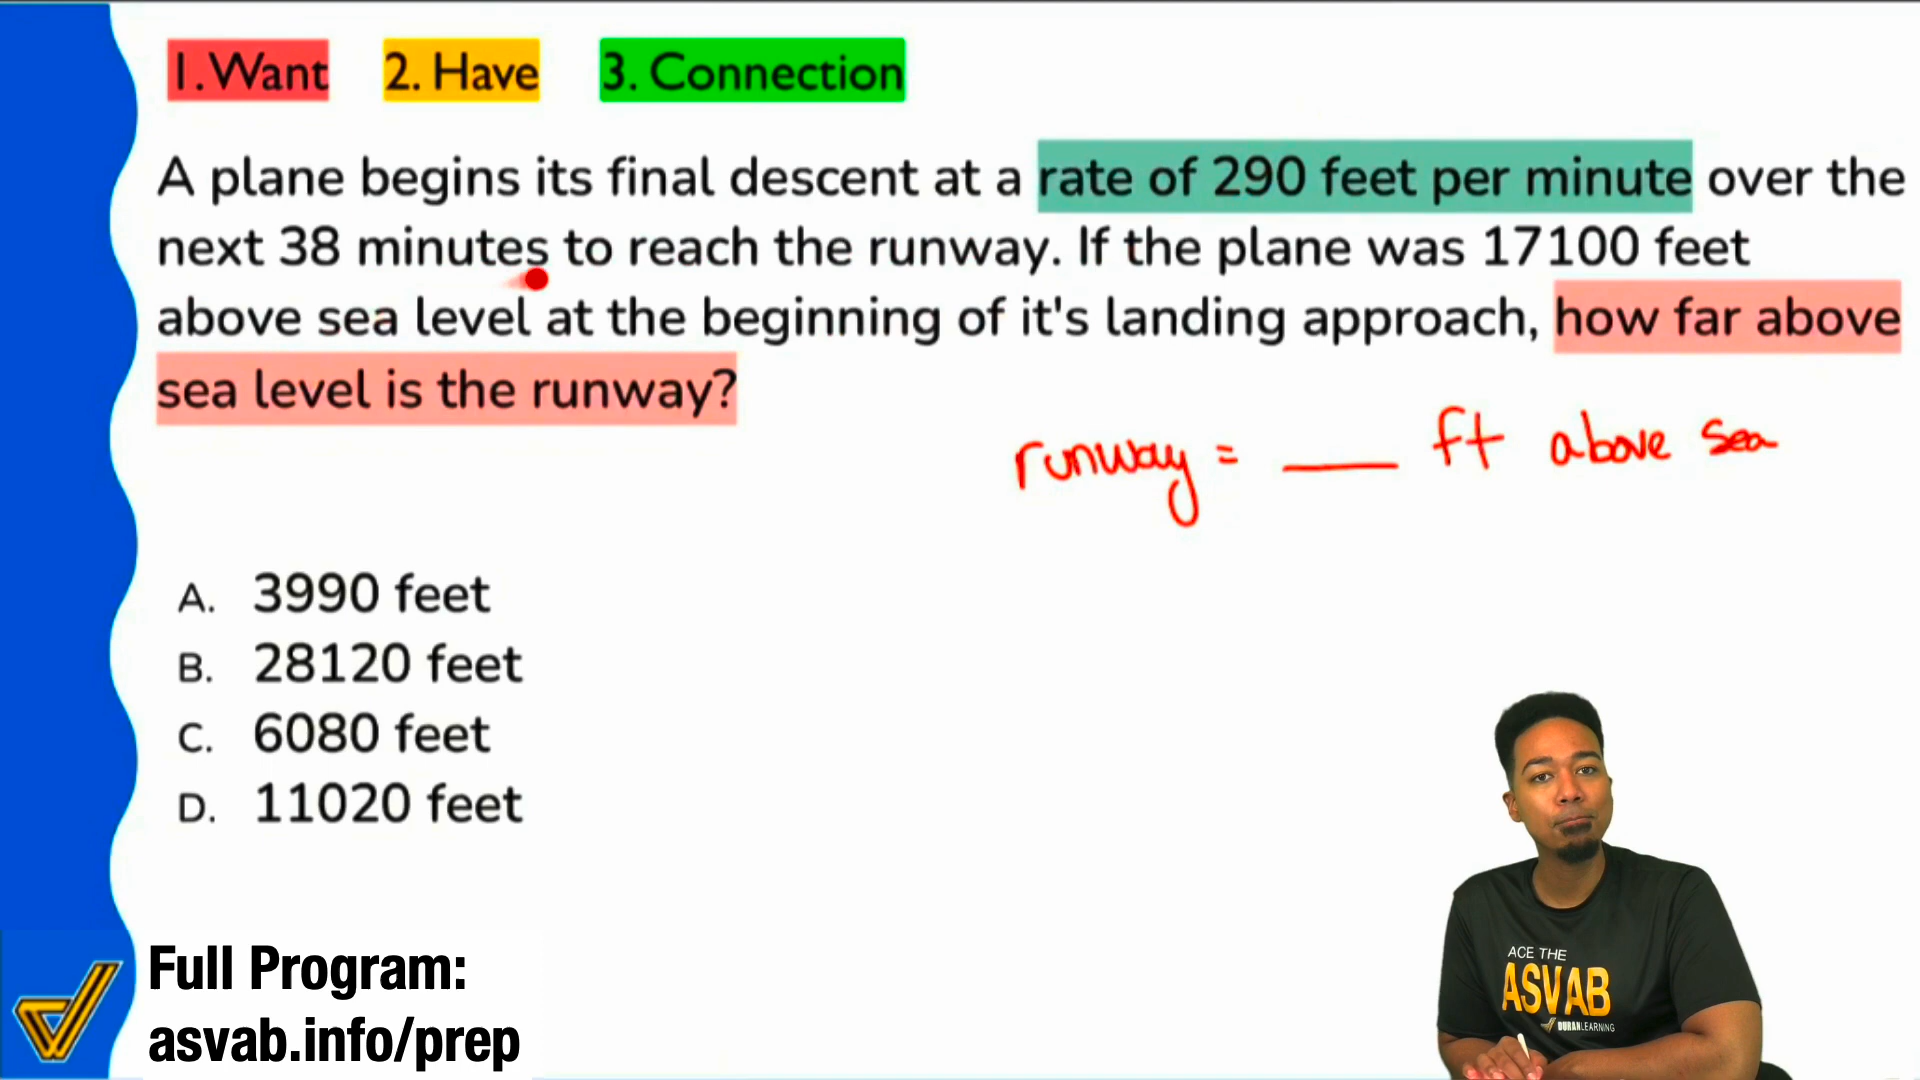 1. Want 2. Have 3. Connection
A plane begins its final descent at a rate of 290 feet per minute over the
next 38 minutes to reach the runway. If the plane was 17100 feet
above sea level at the beginning of it's landing approach, how far above
sea level is the runway?
runway = ___ ft above sea
A. 3990 feet
B. 28120 feet
C. 6080 feet
D. 11020 feet
Full Program:
asvab.info/prep
ACE THE
ASVAB
DURAN LEARNING